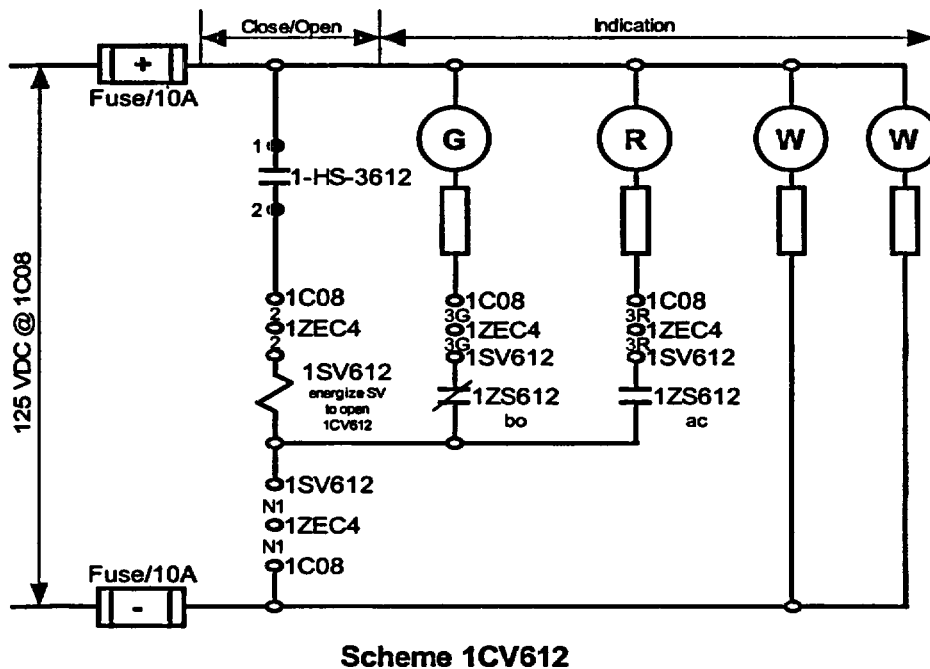 Close/Open
Indication
+
Fuse/10A
125 VDC @ 1C08
1
1-HS-3612
2
G
R
W
W
1C08
2
1ZEC4
2
1SV612
energize SV
to open
1CV612
1C08
3G
1ZEC4
3G
1SV612
1ZS612
bo
1C08
3R
1ZEC4
3R
1SV612
1ZS612
ac
1SV612
N1
1ZEC4
N1
1C08
Fuse/10A
-
Scheme 1CV612